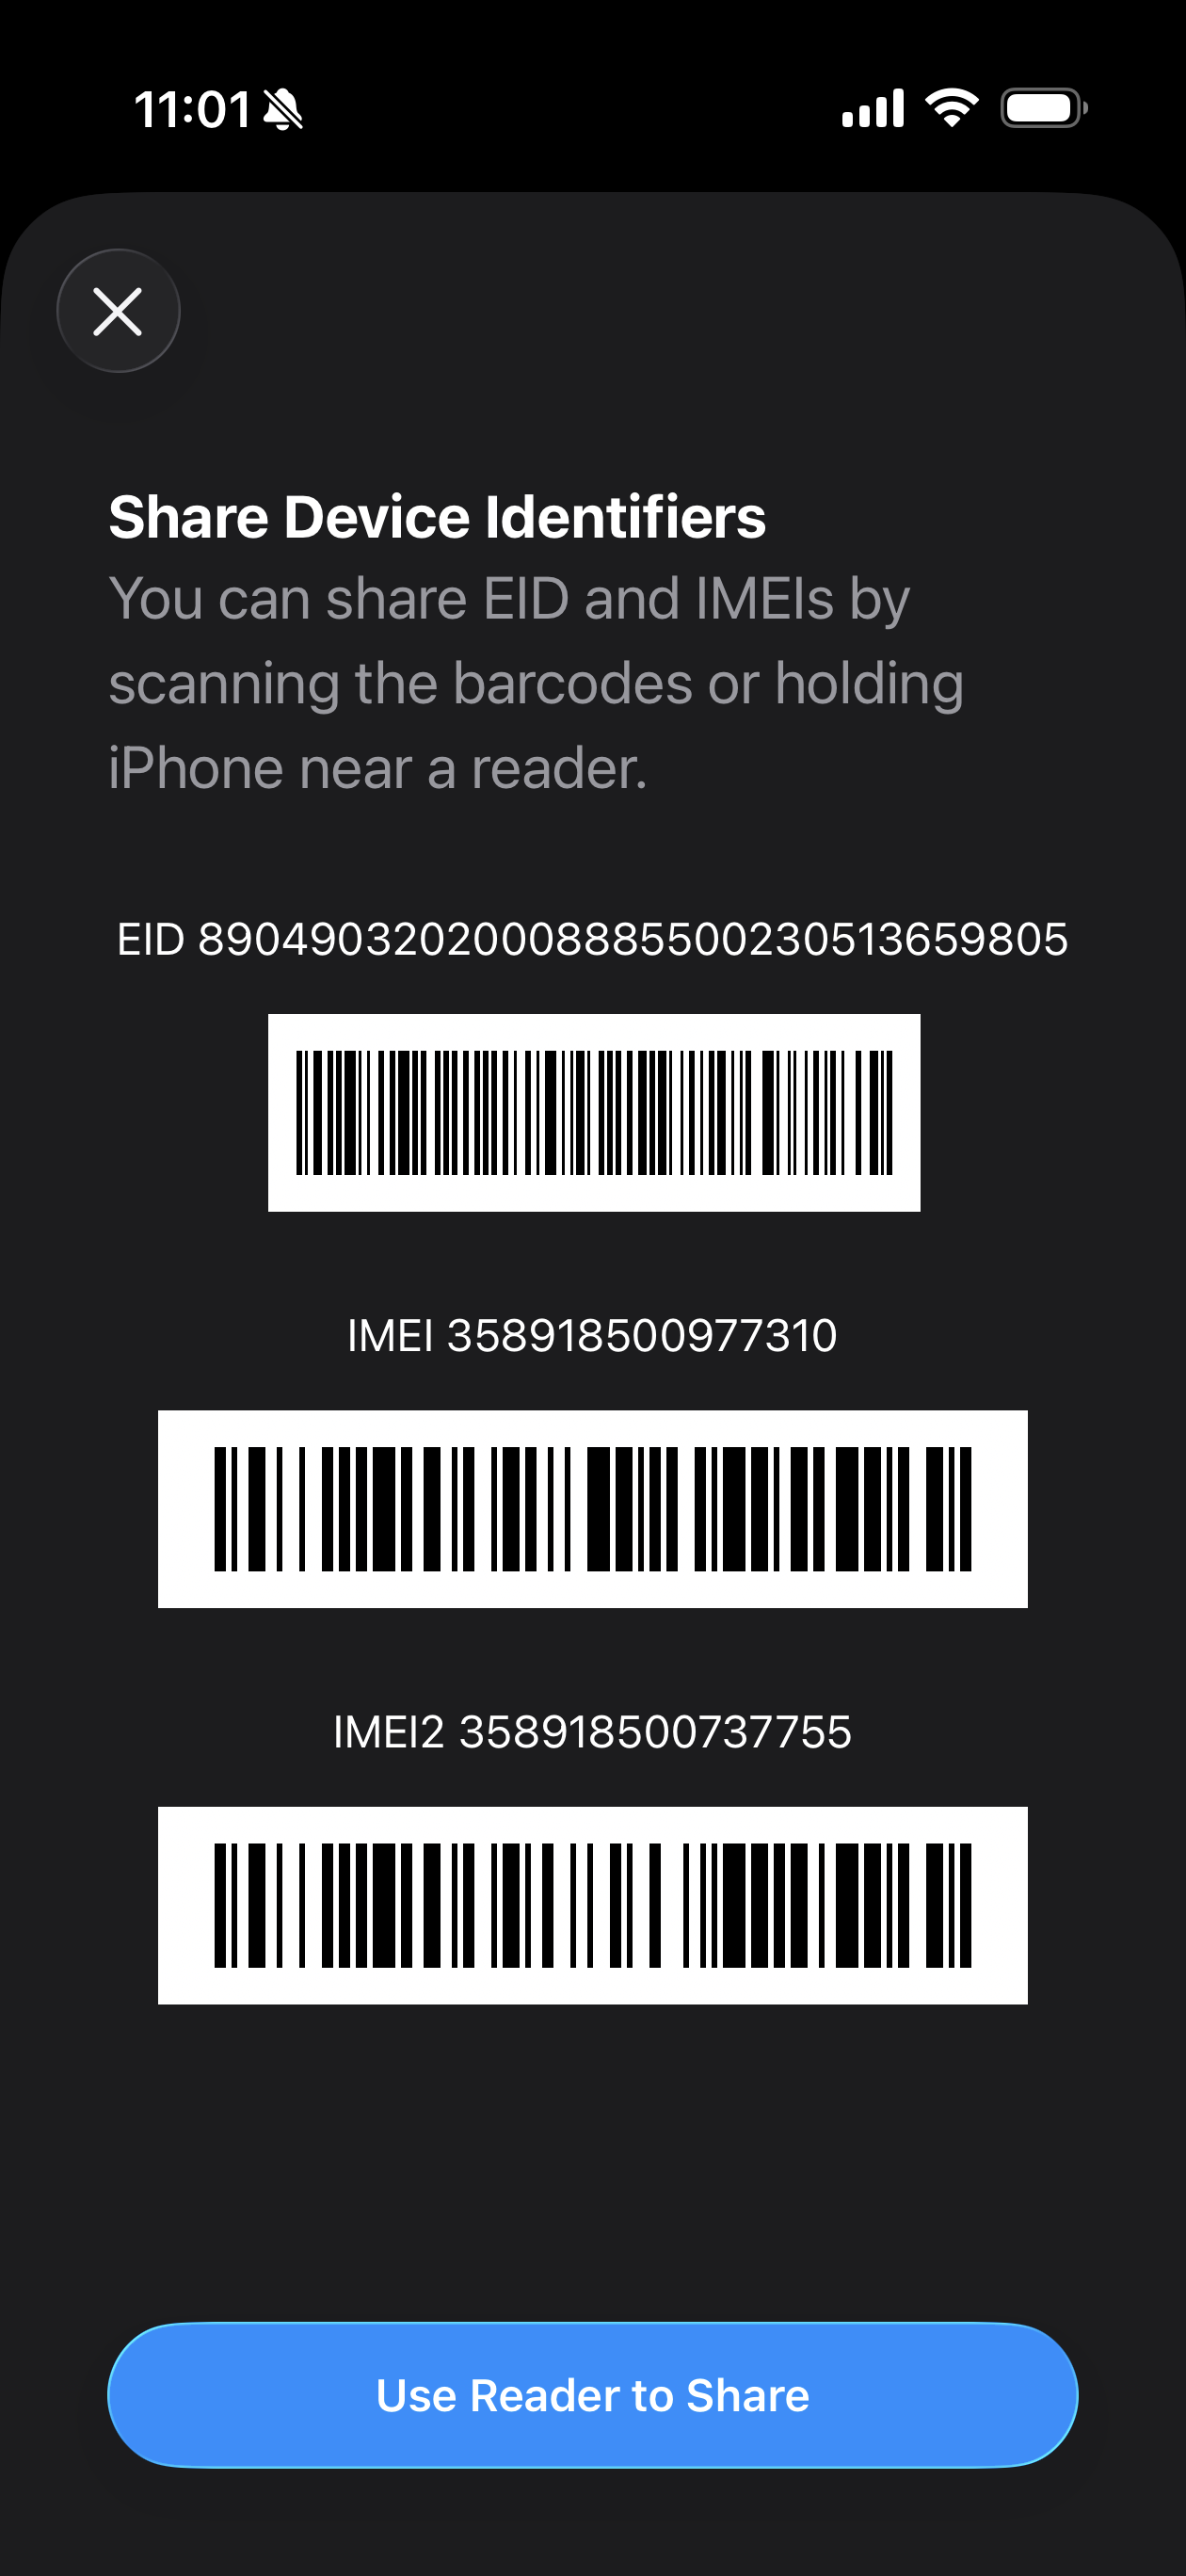 11:01
Share Device Identifiers
You can share EID and IMEIs by
scanning the barcodes or holding
iPhone near a reader.
EID 89049032020008885500230513659805
IMEI 358918500977310
IMEI2 358918500737755
Use Reader to Share